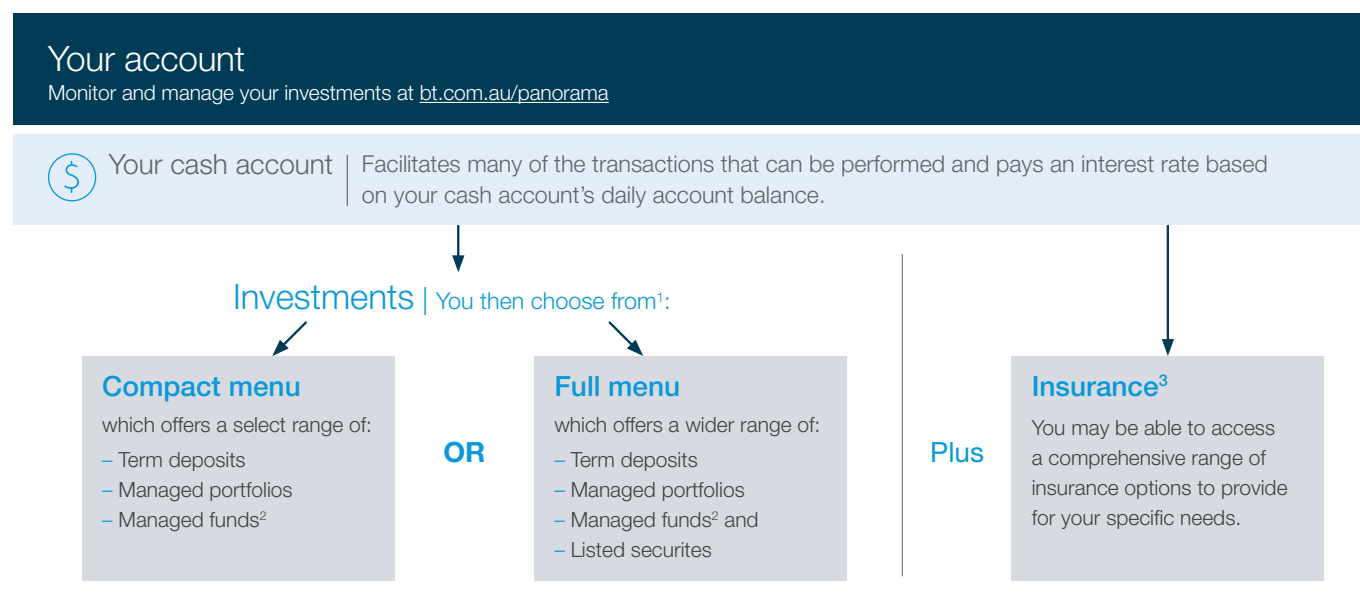 Your account
Monitor and manage your investments at bt.com.au/panorama
$
Your cash account
Facilitates many of the transactions that can be performed and pays an interest rate based
on your cash account’s daily account balance.
Investments | You then choose from¹:
Compact menu
which offers a select range of:
– Term deposits
– Managed portfolios
– Managed funds²
OR
Full menu
which offers a wider range of:
– Term deposits
– Managed portfolios
– Managed funds² and
– Listed securites
Plus
Insurance³
You may be able to access
a comprehensive range of
insurance options to provide
for your specific needs.